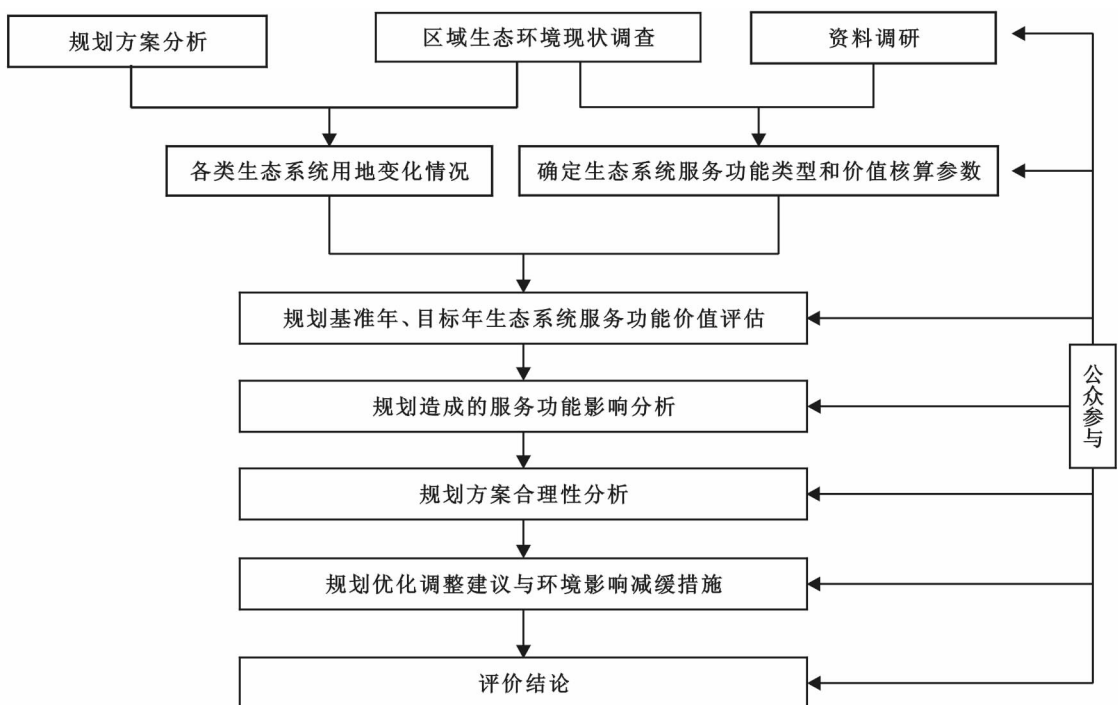 规划方案分析
区域生态环境现状调查
资料调研
各类生态系统用地变化情况
确定生态系统服务功能类型和价值核算参数
规划基准年、目标年生态系统服务功能价值评估
规划造成的服务功能影响分析
公众参与
规划方案合理性分析
规划优化调整建议与环境影响减缓措施
评价结论